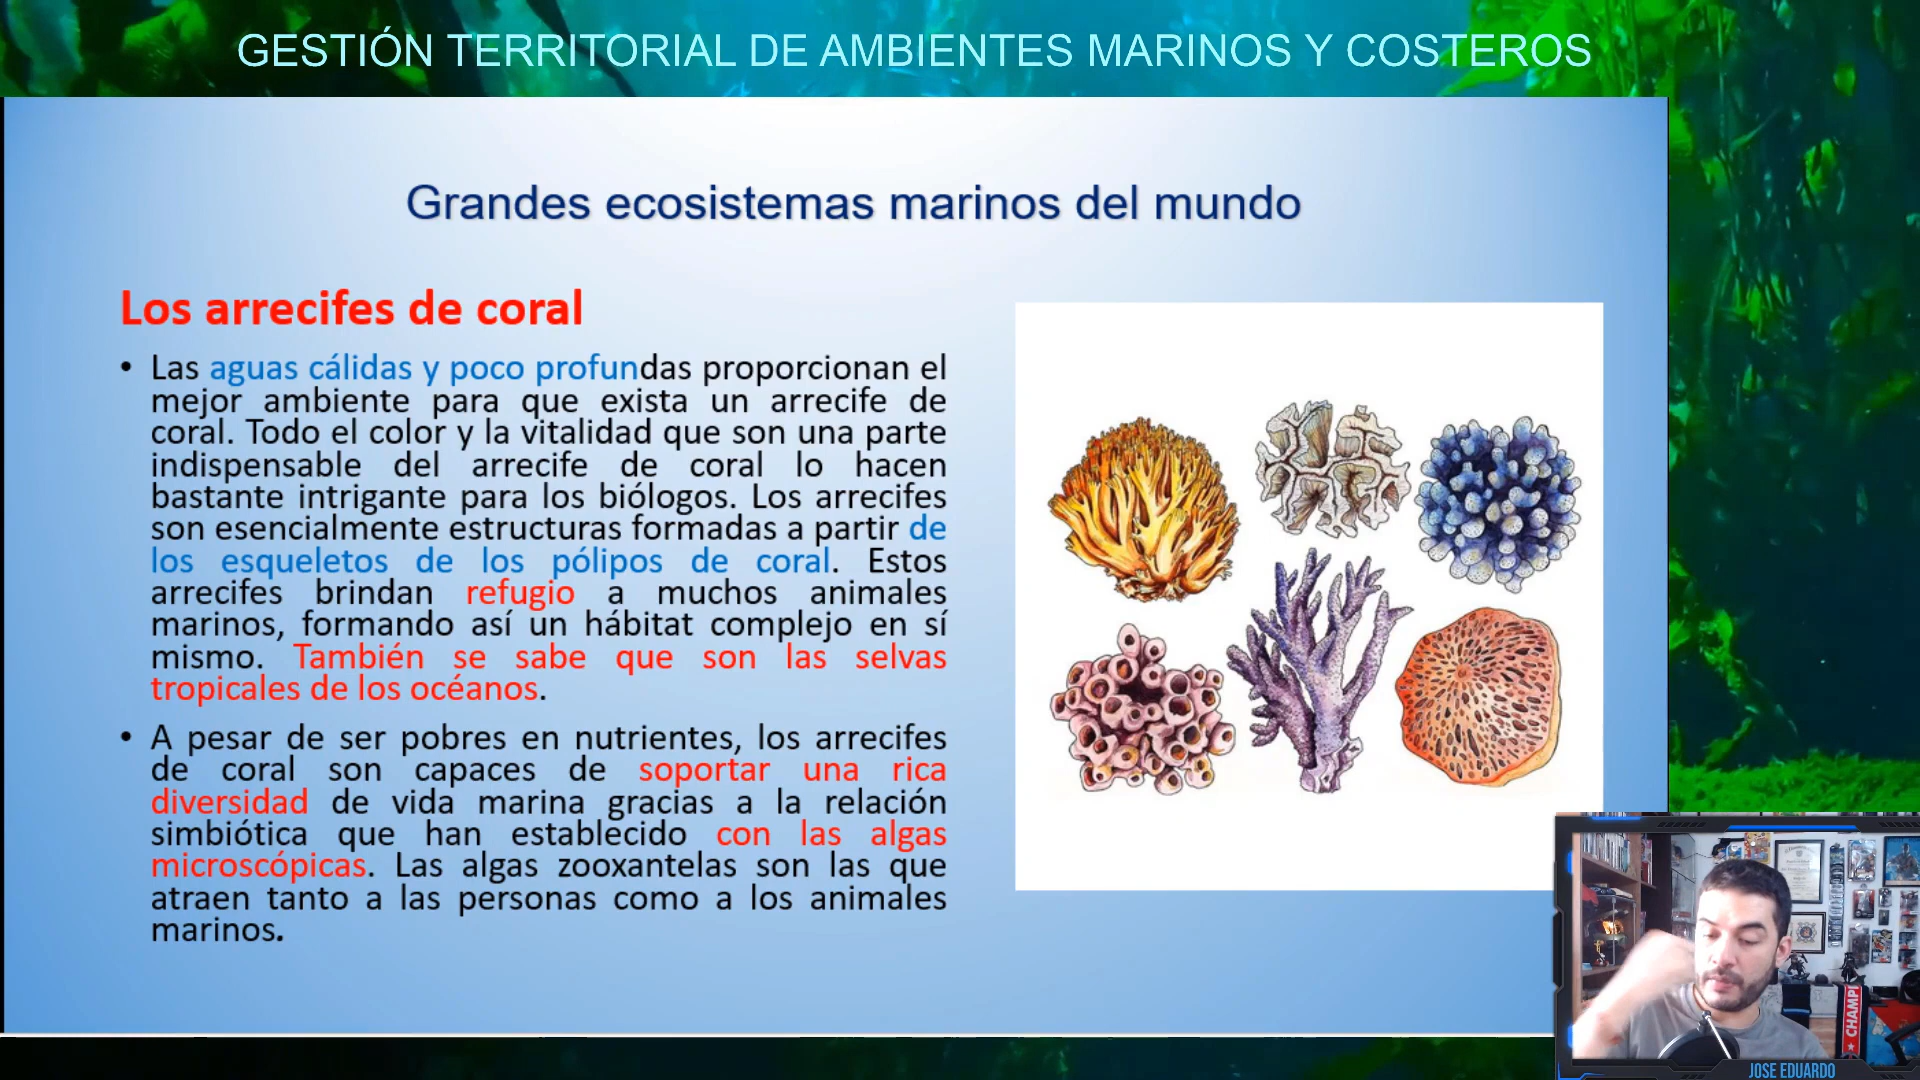 GESTIÓN TERRITORIAL DE AMBIENTES MARINOS Y COSTEROS
Grandes ecosistemas marinos del mundo
Los arrecifes de coral
• Las aguas cálidas y poco profundas proporcionan el
mejor ambiente para que exista un arrecife de
coral. Todo el color y la vitalidad que son una parte
indispensable del arrecife de coral lo hacen
bastante intrigante para los biólogos. Los arrecifes
son esencialmente estructuras formadas a partir de
los esqueletos de los pólipos de coral. Estos
arrecifes brindan refugio a muchos animales
marinos, formando así un hábitat complejo en sí
mismo. También se sabe que son las selvas
tropicales de los océanos.
• A pesar de ser pobres en nutrientes, los arrecifes
de coral son capaces de soportar una rica
diversidad de vida marina gracias a la relación
simbiótica que han establecido con las algas
microscópicas. Las algas zooxantelas son las que
atraen tanto a las personas como a los animales
marinos.
CHAMPI
JOSE EDUARDO